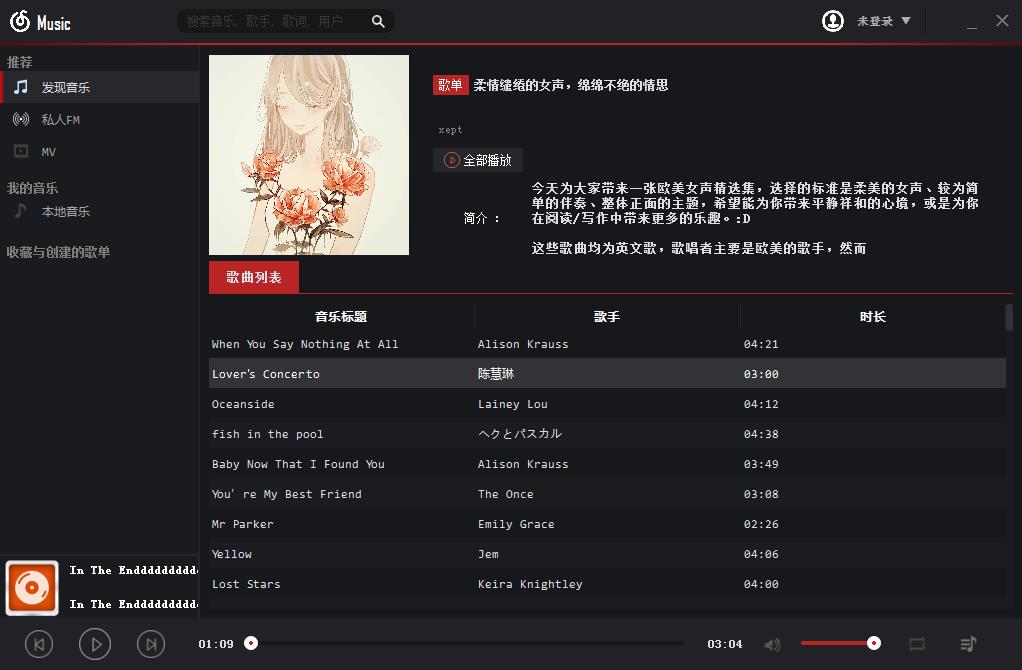 Music
搜索音乐, 歌手, 歌词, 用户
未登录
推荐
发现音乐
私人FM
MV
我的音乐
本地音乐
收藏与创建的歌单
歌单 柔情缱绻的女声，绵绵不绝的情思
xept
全部播放
简介 :
今天为大家带来一张欧美女声精选集，选择的标准是柔美的女声、较为简
单的伴奏、整体正面的主题，希望能为你带来平静祥和的心境，或是为你
在阅读/写作中带来更多的乐趣。:D
这些歌曲均为英文歌，歌唱者主要是欧美的歌手，然而
歌曲列表
音乐标题 歌手 时长
When You Say Nothing At All Alison Krauss 04:21
Lover's Concerto 陈慧琳 03:00
Oceanside Lainey Lou 04:12
fish in the pool ヘクとパスカル 04:38
Baby Now That I Found You Alison Krauss 03:49
You’re My Best Friend The Once 03:08
Mr Parker Emily Grace 02:26
Yellow Jem 04:06
Lost Stars Keira Knightley 04:00
In The Endddddddddd
In The Endddddddddd
01:09 03:04